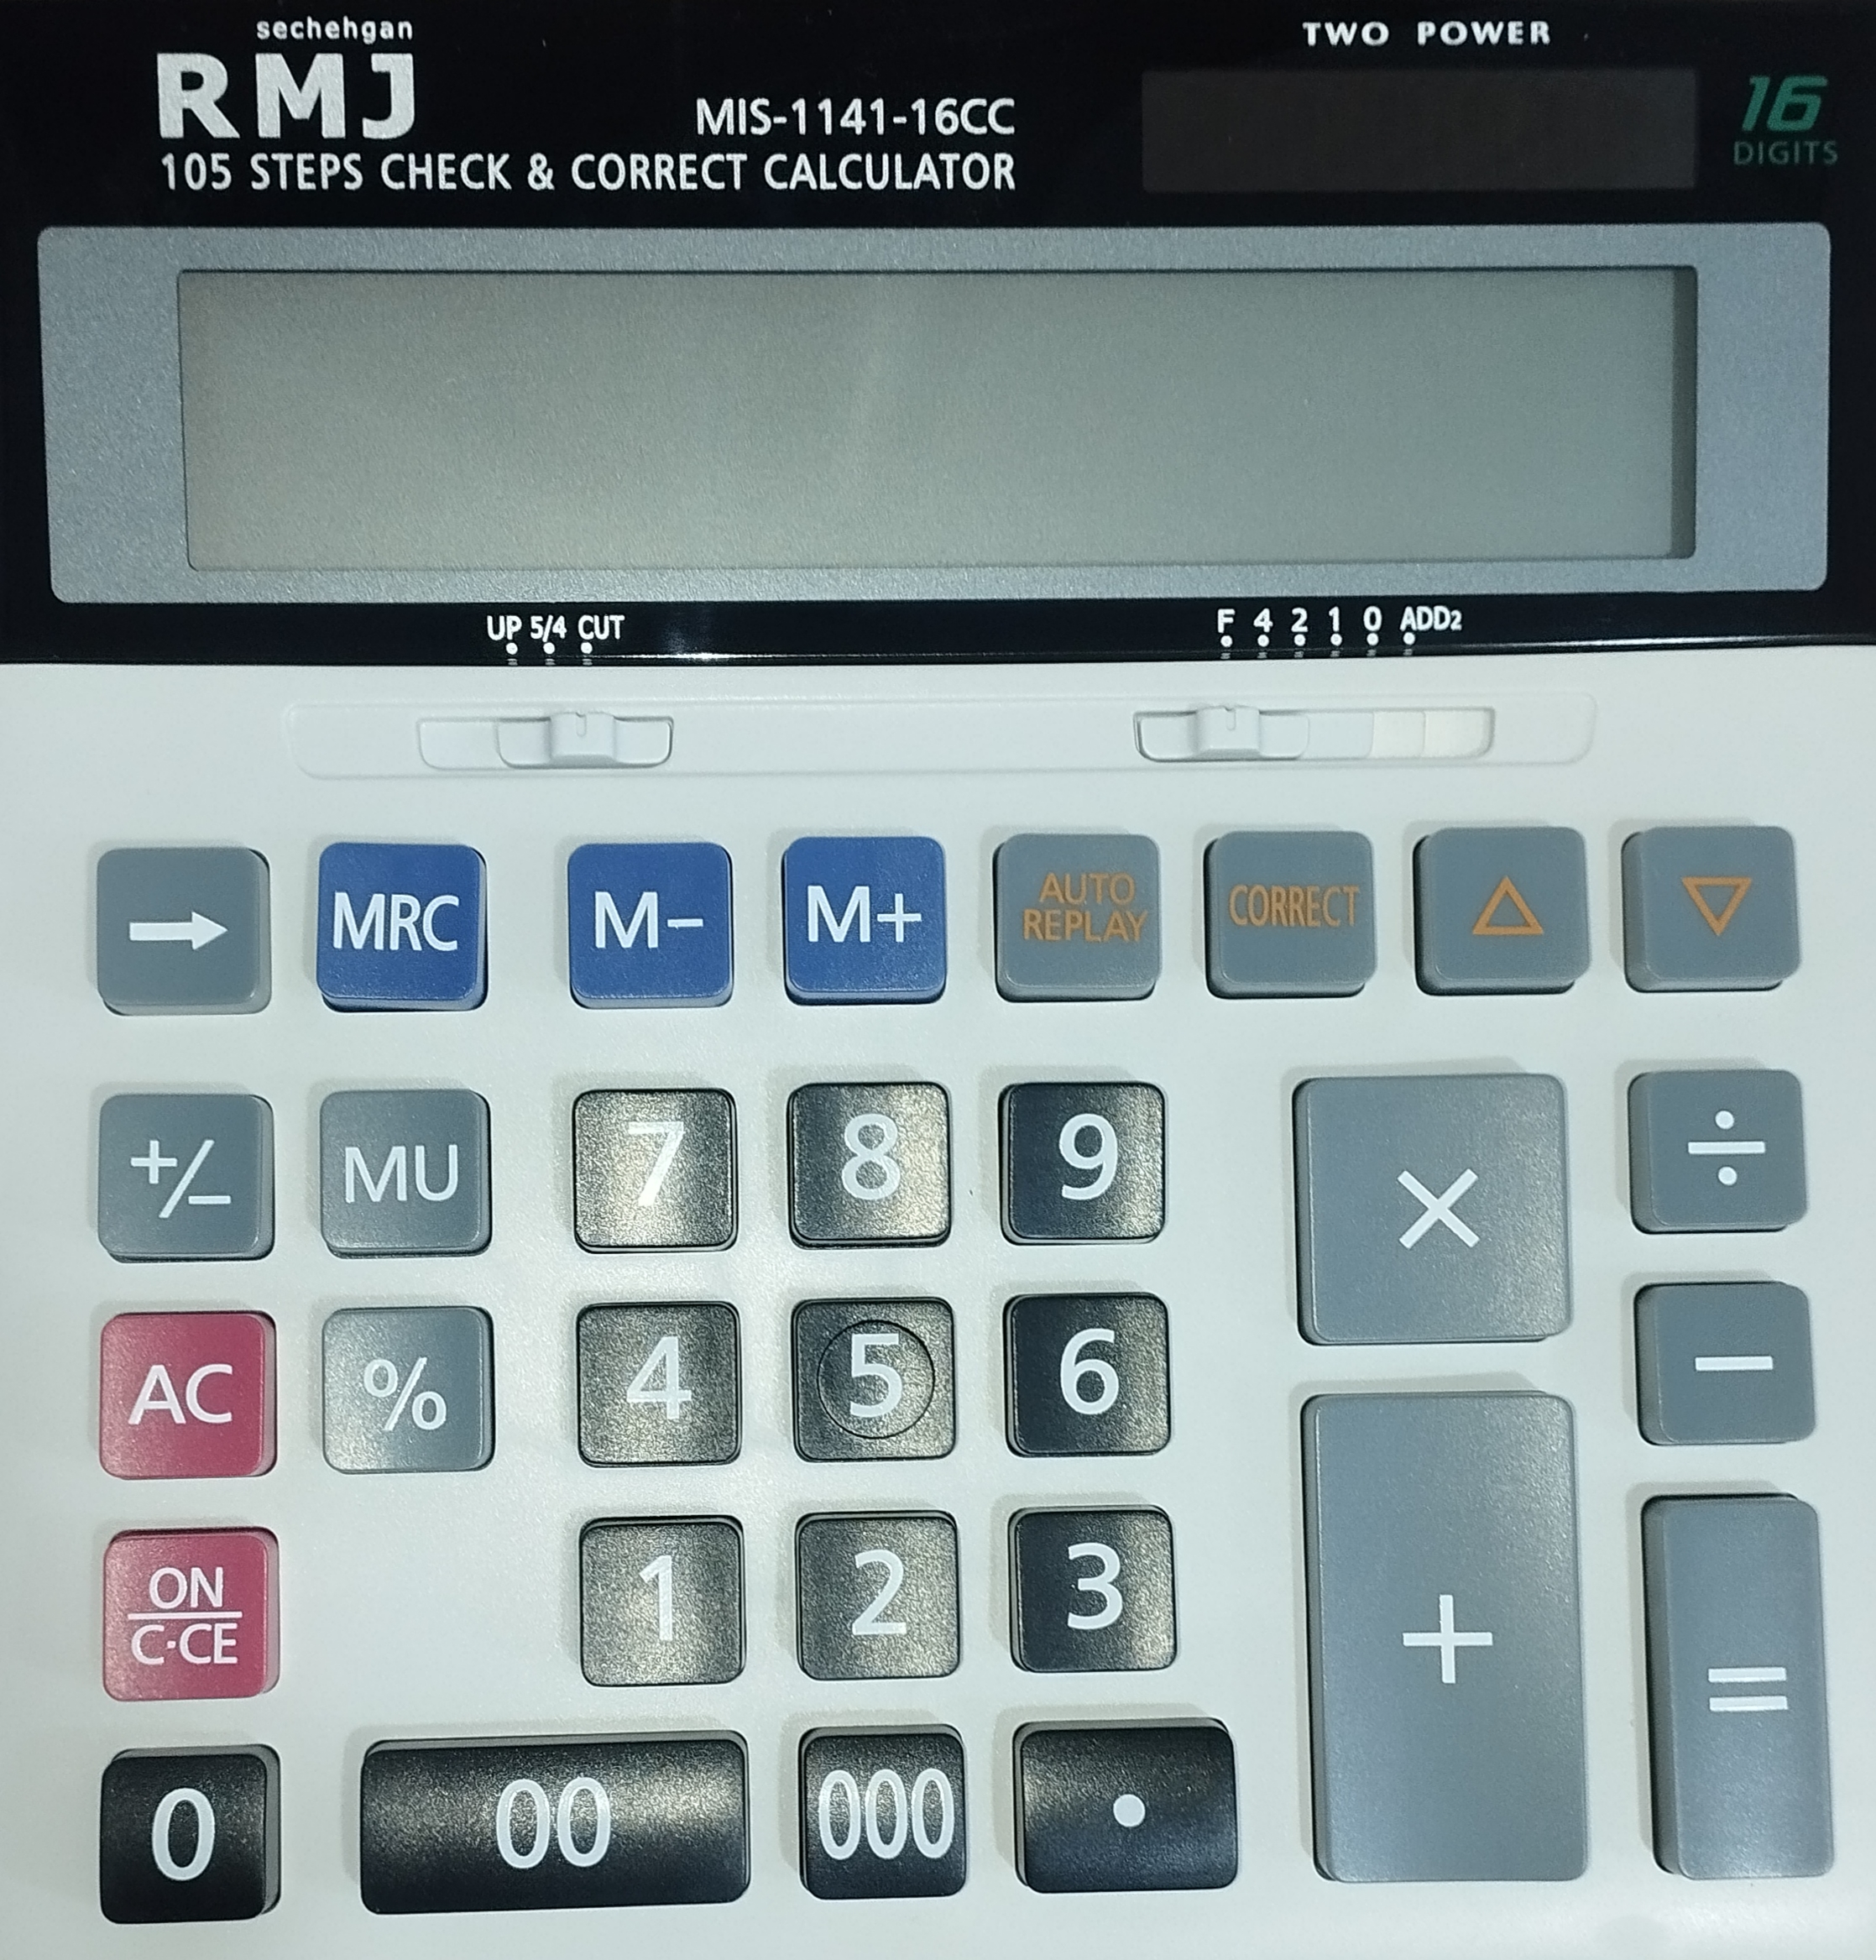 sechehgan
RMJ
TWO POWER
MIS-1141-16CC
16
DIGITS
105 STEPS CHECK & CORRECT CALCULATOR
UP 5/4 CUT
F 4 2 1 0 ADD2
→ MRC M− M+ AUTO REPLAY CORRECT △ ▽
+/− MU 7 8 9 × ÷
AC % 4 5 6 −
ON
C·CE
1 2 3 + =
0 00 000 •